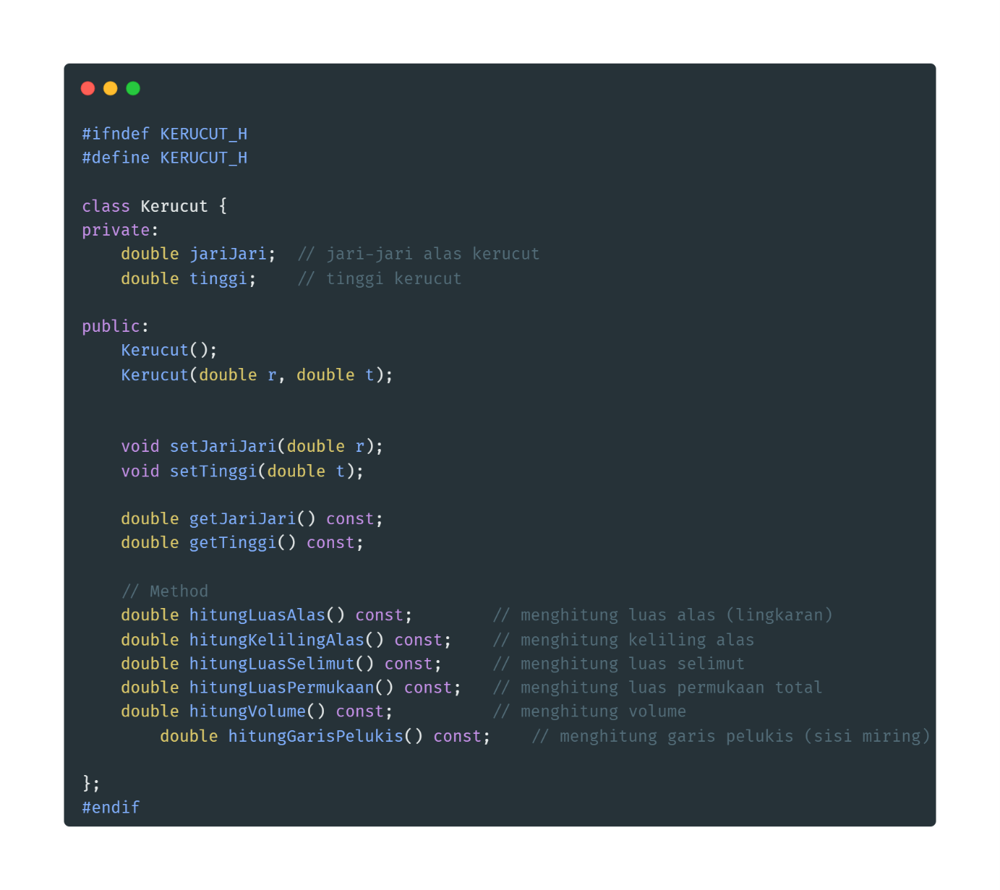 #ifndef KERUCUT_H
#define KERUCUT_H

class Kerucut {
private:
    double jariJari;  // jari-jari alas kerucut
    double tinggi;    // tinggi kerucut

public:
    Kerucut();
    Kerucut(double r, double t);


    void setJariJari(double r);
    void setTinggi(double t);

    double getJariJari() const;
    double getTinggi() const;

    // Method
    double hitungLuasAlas() const;        // menghitung luas alas (lingkaran)
    double hitungKelilingAlas() const;    // menghitung keliling alas
    double hitungLuasSelimut() const;     // menghitung luas selimut
    double hitungLuasPermukaan() const;   // menghitung luas permukaan total
    double hitungVolume() const;          // menghitung volume
        double hitungGarisPelukis() const;    // menghitung garis pelukis (sisi miring)

};
#endif